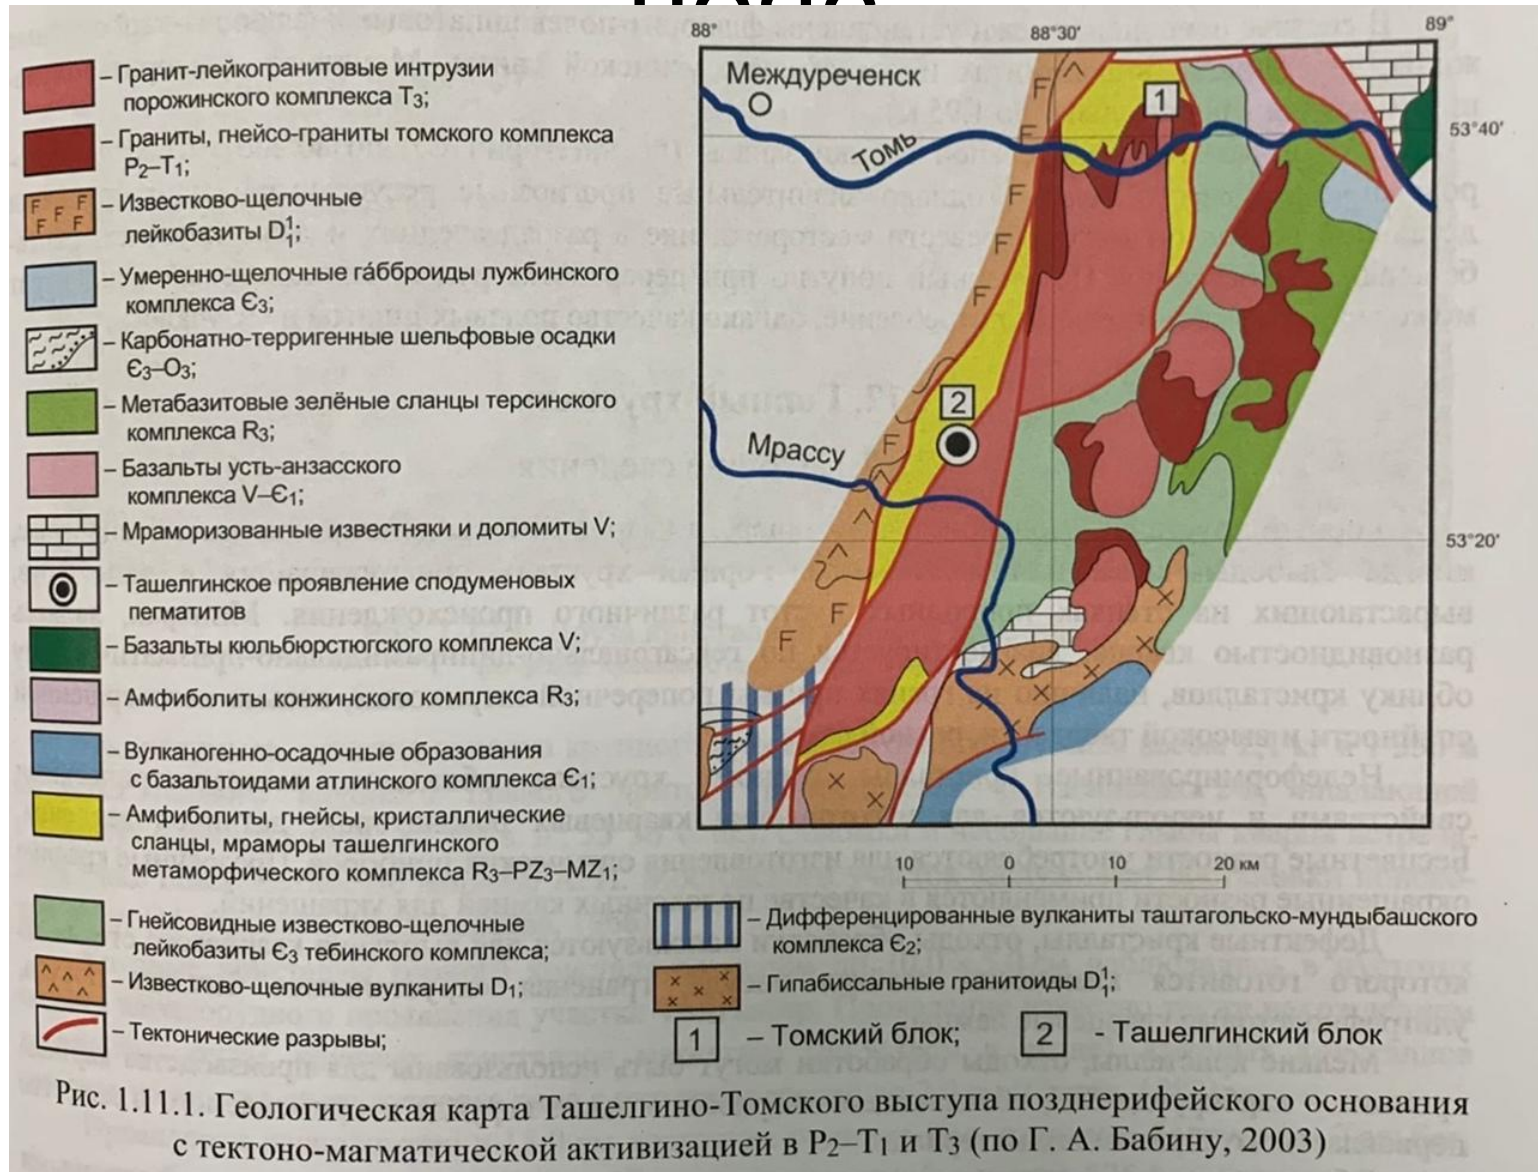 88°
88°30'
89°
53°40'
53°20'
Междуреченск
Томь
Мрассу
1
2
F
F
F
F
F
F
F
F
F
10 0 10 20 км
– Гранит-лейкогранитовые интрузии
порожинского комплекса T₃;
– Граниты, гнейсо-граниты томского комплекса
P₂–T₁;
F F F F F F
– Известково-щелочные
лейкобазиты D₁¹;
– Умеренно-щелочные га́бброиды лужбинского
комплекса Є₃;
– Карбонатно-терригенные шельфовые осадки
Є₃–O₃;
– Метабазитовые зелёные сланцы терсинского
комплекса R₃;
– Базальты усть-анзасского
комплекса V–Є₁;
– Мраморизованные известняки и доломиты V;
– Ташелгинское проявление сподуменовых
пегматитов
– Базальты кюльбюрстюгского комплекса V;
– Амфиболиты конжинского комплекса R₃;
– Вулканогенно-осадочные образования
с базальтоидами атлинского комплекса Є₁;
– Амфиболиты, гнейсы, кристаллические
сланцы, мраморы ташелгинского
метаморфического комплекса R₃–PZ₃–MZ₁;
– Гнейсовидные известково-щелочные
лейкобазиты Є₃ тебинского комплекса;
– Известково-щелочные вулканиты D₁;
– Тектонические разрывы;
– Дифференцированные вулканиты таштагольско-мундыбашского
комплекса Є₂;
– Гипабиссальные гранитоиды D₁¹;
1 – Томский блок; 2 - Ташелгинский блок
Рис. 1.11.1. Геологическая карта Ташелгино-Томского выступа позднерифейского основания
с тектоно-магматической активизацией в P₂–T₁ и T₃ (по Г. А. Бабину, 2003)